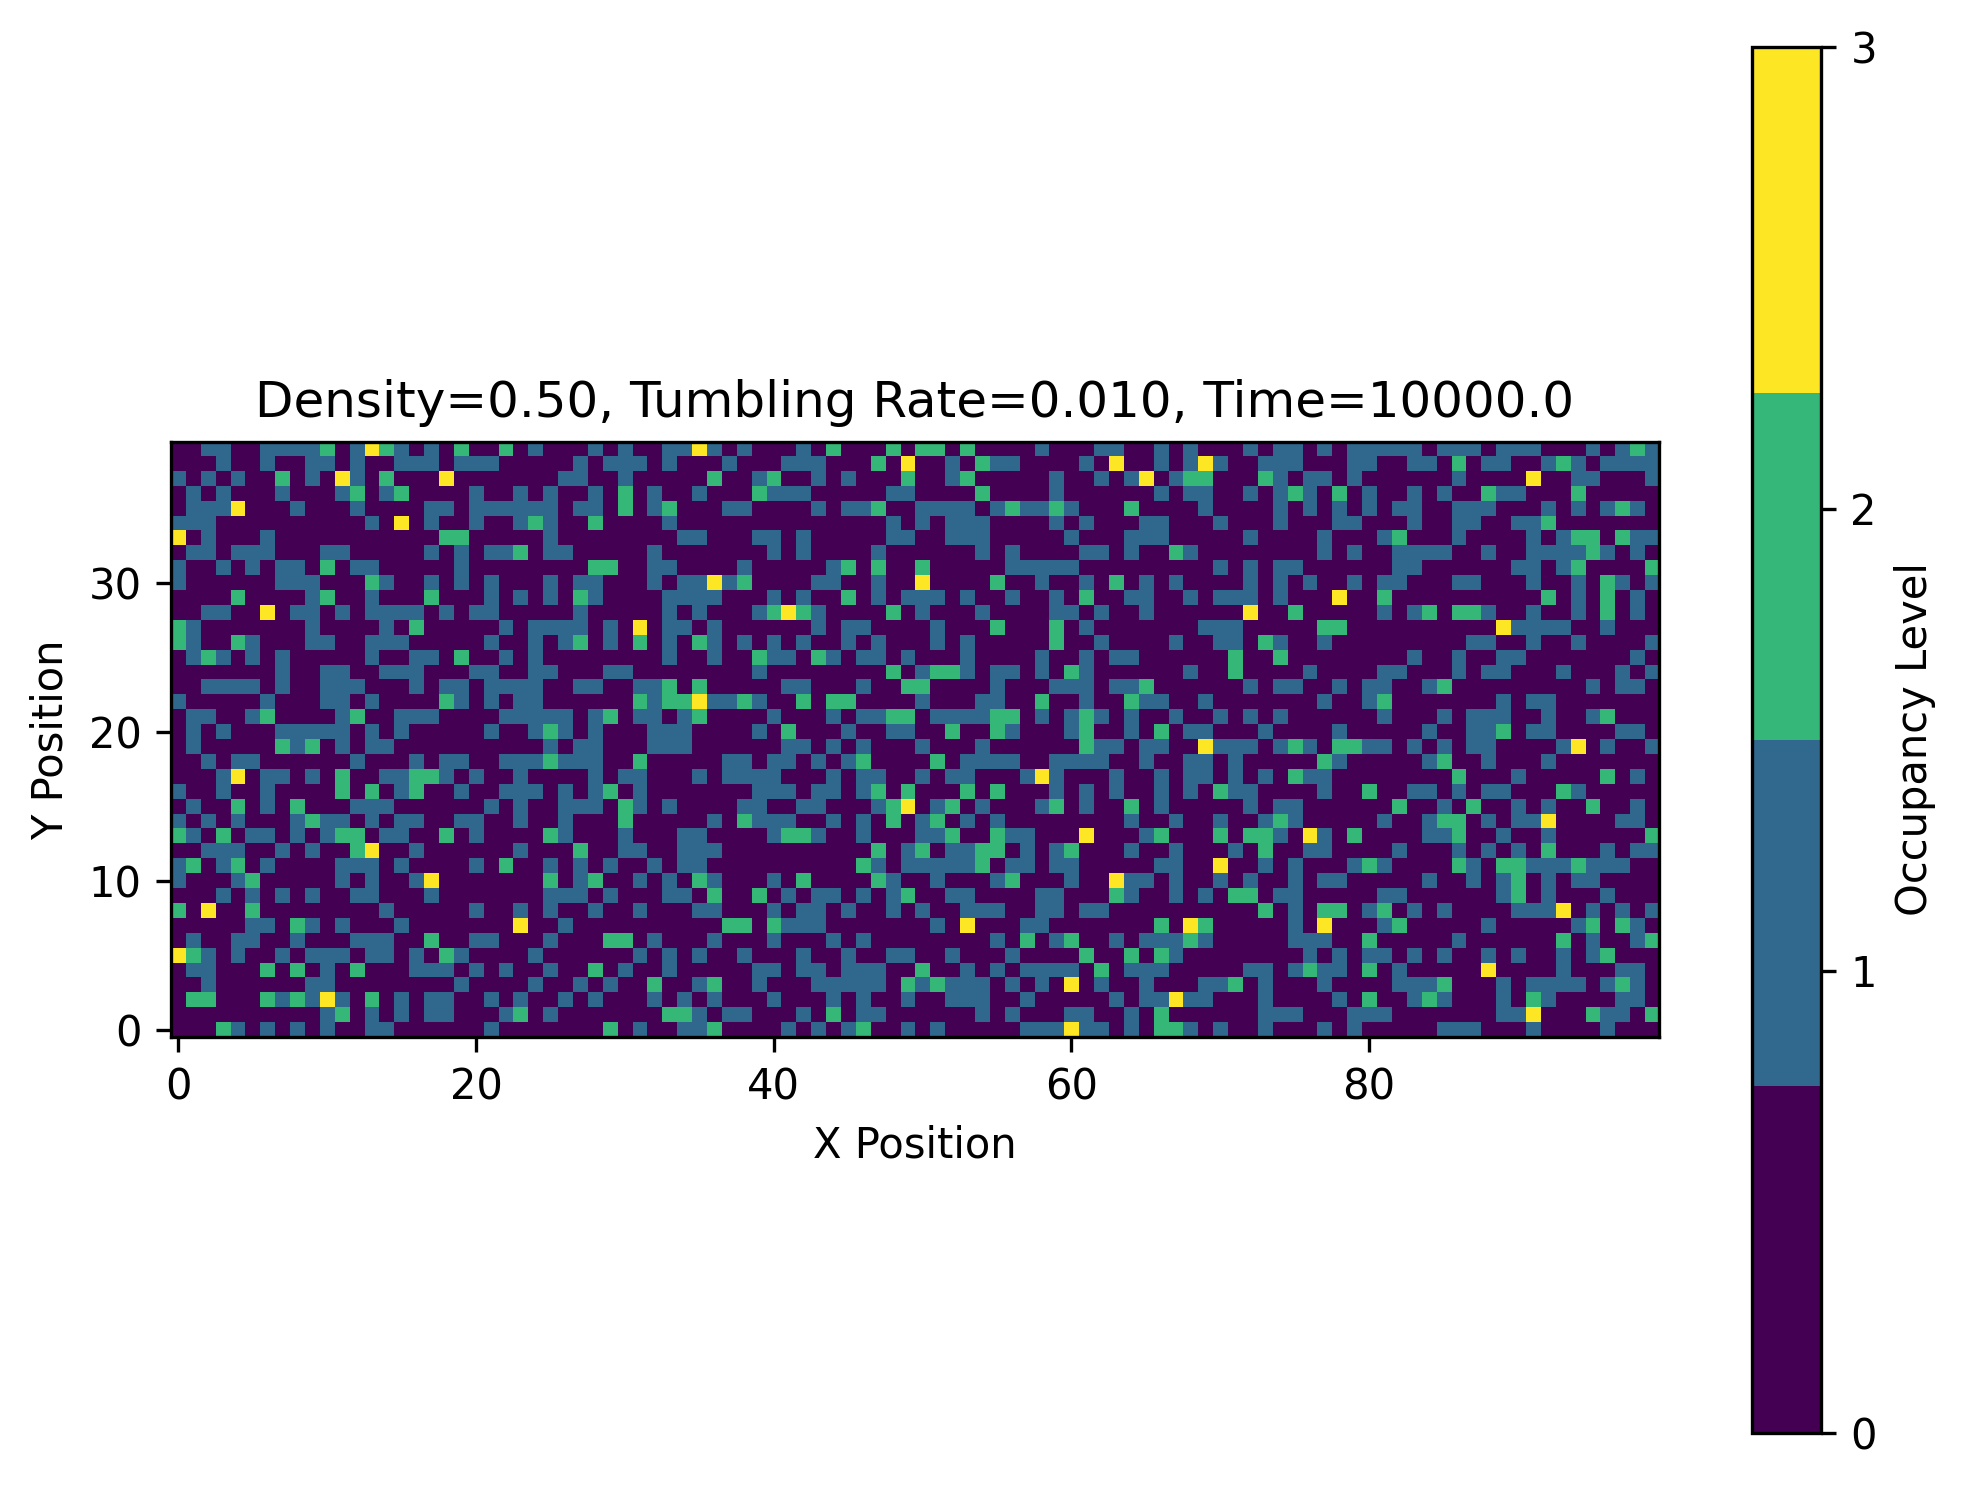 Density=0.50, Tumbling Rate=0.010, Time=10000.0
Y Position
30
20
10
0
0 20 40 60 80
X Position
3
2
1
0
Occupancy Level